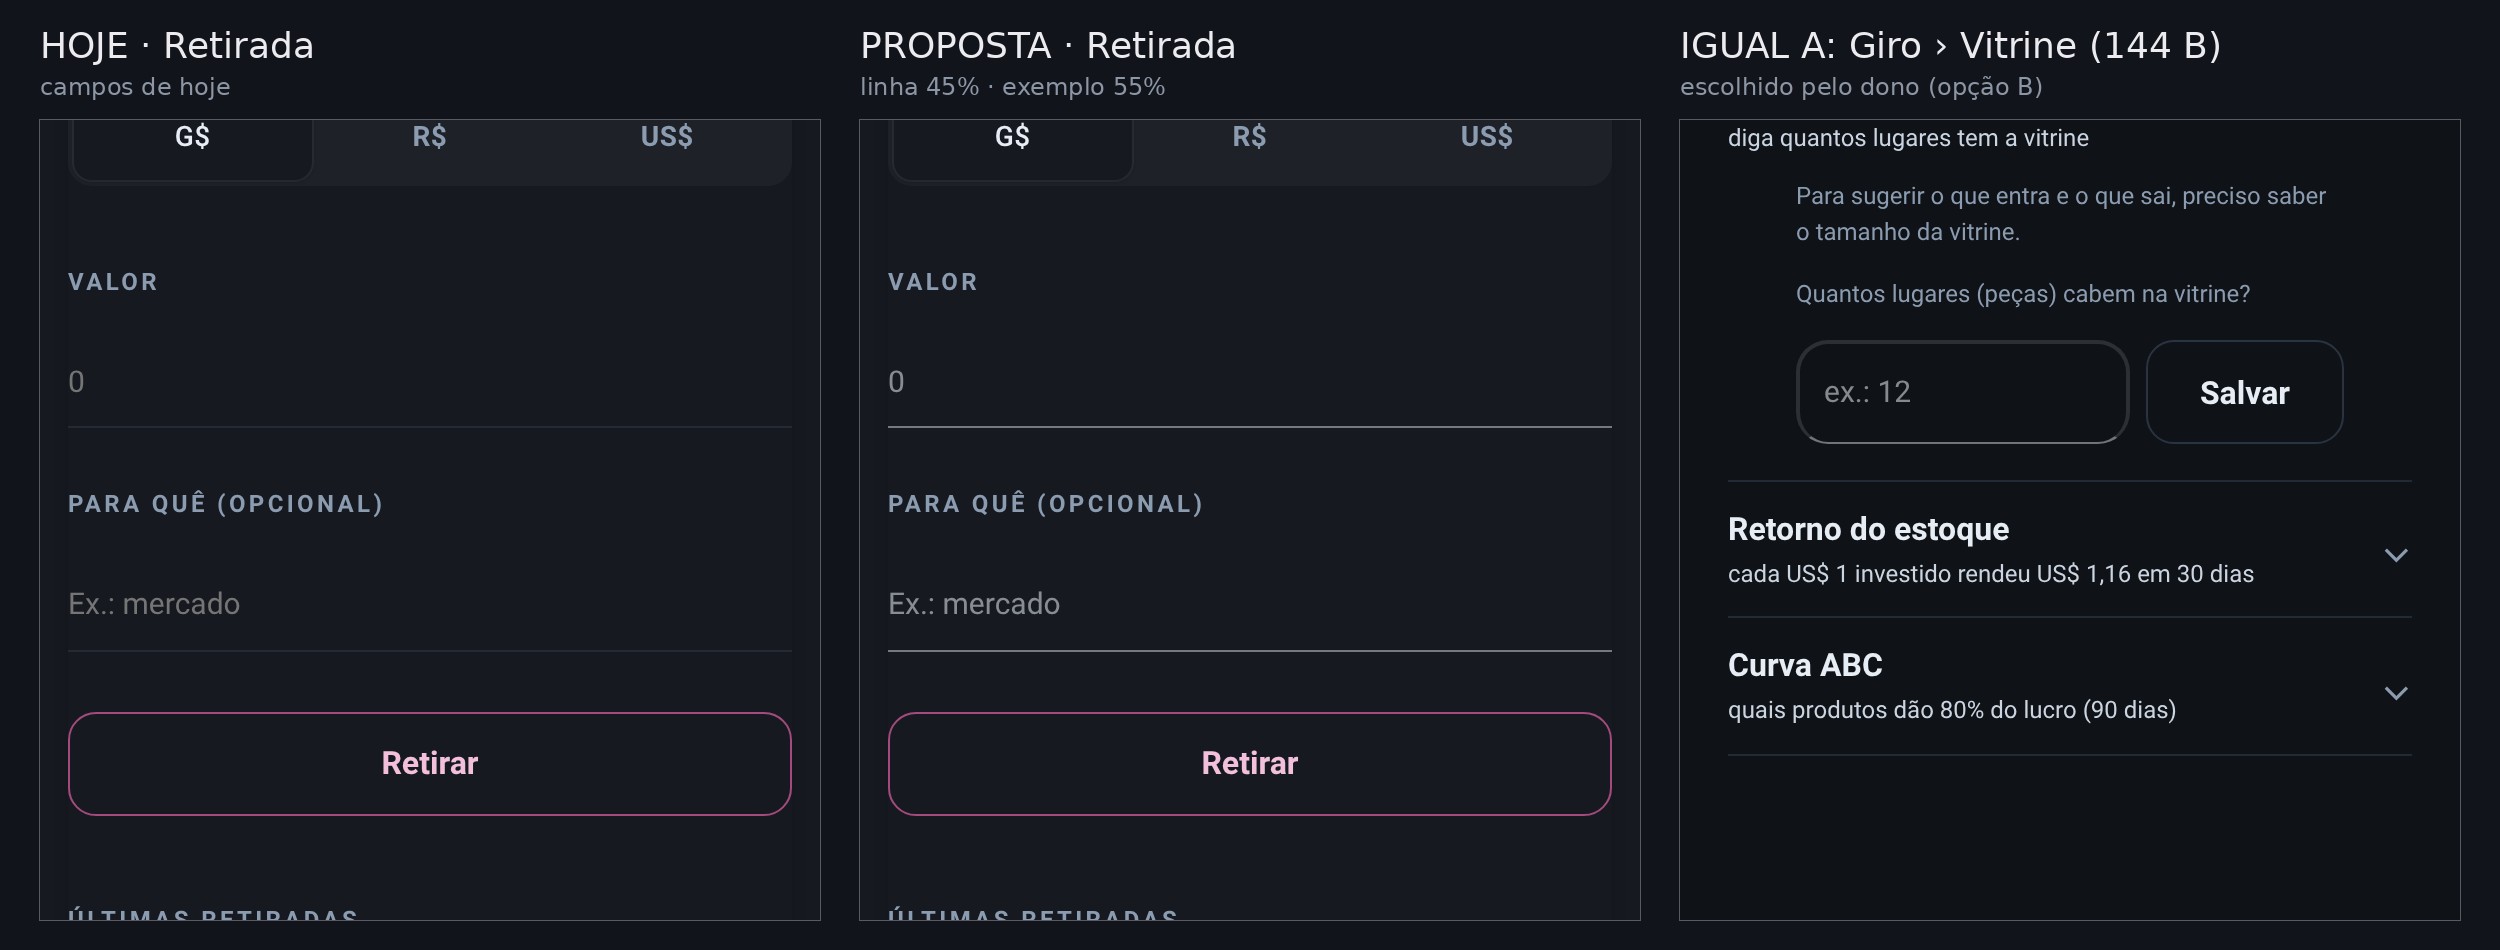 HOJE · Retirada
campos de hoje
G$ R$ US$
VALOR
0
PARA QUÊ (OPCIONAL)
Ex.: mercado
Retirar
ÚLTIMAS RETIRADAS
PROPOSTA · Retirada
linha 45% · exemplo 55%
G$ R$ US$
VALOR
0
PARA QUÊ (OPCIONAL)
Ex.: mercado
Retirar
ÚLTIMAS RETIRADAS
IGUAL A: Giro › Vitrine (144 B)
escolhido pelo dono (opção B)
diga quantos lugares tem a vitrine
Para sugerir o que entra e o que sai, preciso saber
o tamanho da vitrine.
Quantos lugares (peças) cabem na vitrine?
ex.: 12 Salvar
Retorno do estoque
cada US$ 1 investido rendeu US$ 1,16 em 30 dias
Curva ABC
quais produtos dão 80% do lucro (90 dias)